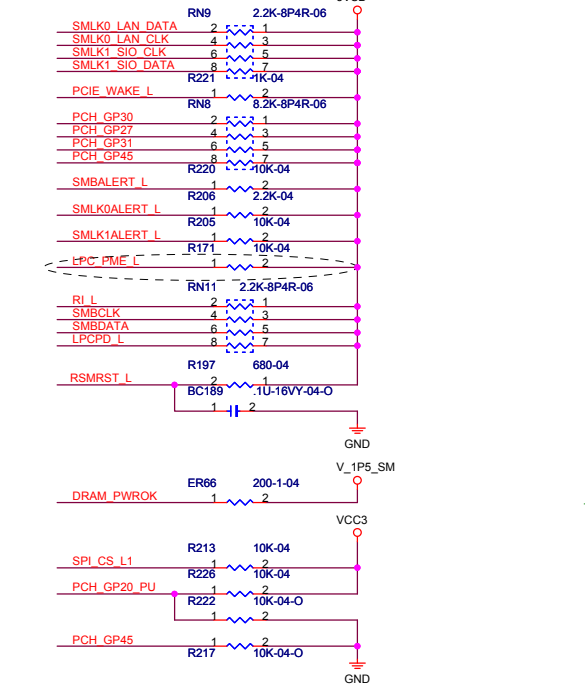 RN9 2.2K-8P4R-06
SMLK0_LAN_DATA 2 1
SMLK0_LAN_CLK 4 3
SMLK1_SIO_CLK 6 5
SMLK1_SIO_DATA 8 7
R221 1K-04
PCIE_WAKE_L 1 2
RN8 8.2K-8P4R-06
PCH_GP30 2 1
PCH_GP27 4 3
PCH_GP31 6 5
PCH_GP45 8 7
R220 10K-04
SMBALERT_L 1 2
R206 2.2K-04
SMLK0ALERT_L 1 2
R205 10K-04
SMLK1ALERT_L 1 2
R171 10K-04
LPC_PME_L 1 2
RN11 2.2K-8P4R-06
RI_L 2 1
SMBCLK 4 3
SMBDATA 6 5
LPCPD_L 8 7
R197 680-04
RSMRST_L 2 1
BC189 .1U-16VY-04-O
1 2
GND
V_1P5_SM
ER66 200-1-04
DRAM_PWROK 1 2
VCC3
R213 10K-04
SPI_CS_L1 1 2
R226 10K-04
PCH_GP20_PU 1 2
R222 10K-04-O
1 2
PCH_GP45 1 2
R217 10K-04-O
GND